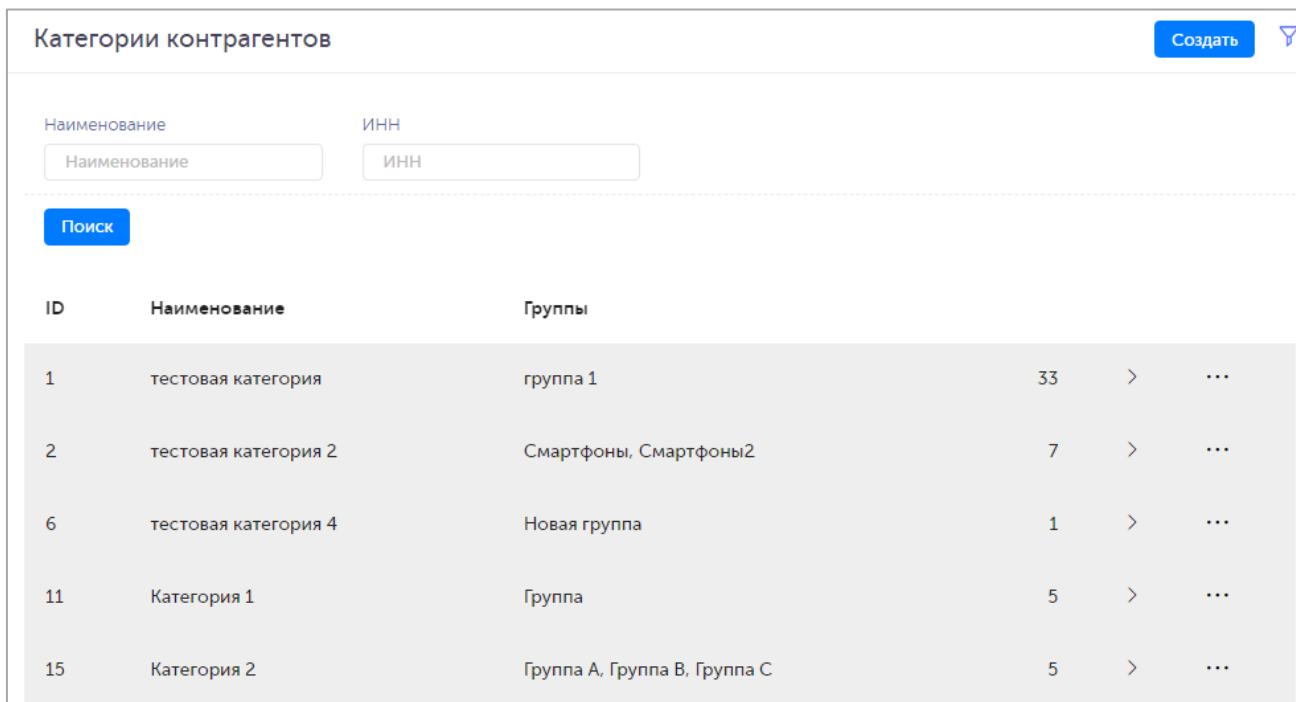 Категории контрагентов Создать
Наименование ИНН
Наименование ИНН
Поиск
ID Наименование Группы
1 тестовая категория группа 1 33 > ...
2 тестовая категория 2 Смартфоны, Смартфоны2 7 > ...
6 тестовая категория 4 Новая группа 1 > ...
11 Категория 1 Группа 5 > ...
15 Категория 2 Группа А, Группа В, Группа С 5 > ...